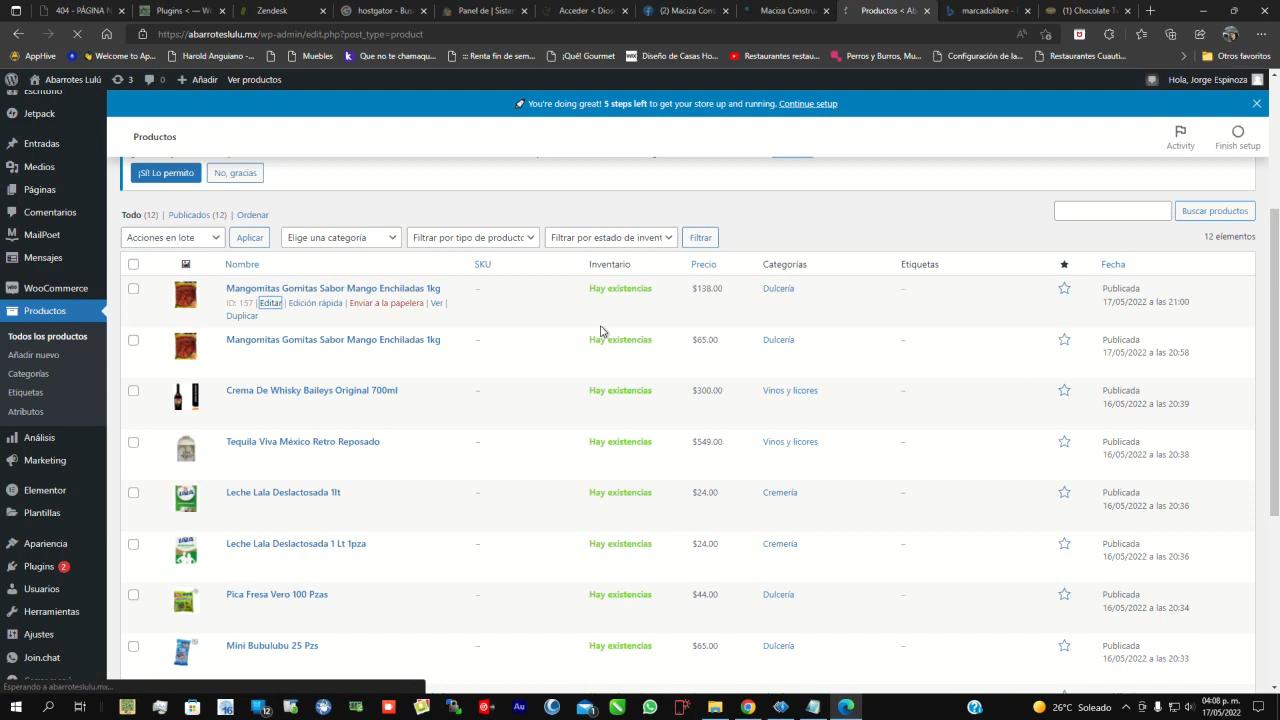 404 - PÁGINA N
Plugins < — W
Zendesk
hostgator - Bus
Panel de | Siste
Acceder < Dios
(2) Maciza Cons
Maciza Constru
Productos < Ab
marcadolibre -
(1) Chocolate T
https://abarroteslulu.mx/wp-admin/edit.php?post_type=product
Apphive
Welcome to Ap...
Harold Anguiano -...
Muebles
Que no te chamaqu...
::: Renta fin de sem...
¡Qué! Gourmet
Diseño de Casas Ho...
Restaurantes restau...
Perros y Burros, Mu...
Configuración de la...
Restaurantes Cuauti...
Otros favoritos
Abarrotes Lulú
3
0
Añadir
Ver productos
Hola, Jorge Espinoza
Escritorio
You're doing great! 5 steps left to get your store up and running. Continue setup
Jetpack
Productos
Activity
Finish setup
Entradas
Medios
¡Sí! Lo permito
No, gracias
Páginas
Comentarios
Todo (12) | Publicados (12) | Ordenar
Buscar productos
MailPoet
Acciones en lote
Aplicar
Elige una categoría
Filtrar por tipo de producto
Filtrar por estado de invent
Filtrar
12 elementos
Mensajes
Nombre
SKU
Inventario
Precio
Categorías
Etiquetas
Fecha
WooCommerce
Productos
Todos los productos
Añadir nuevo
Categorías
Etiquetas
Atributos
Mangomitas Gomitas Sabor Mango Enchiladas 1kg
–
Hay existencias
$138.00
Dulcería
–
Publicada
17/05/2022 a las 21:00
ID: 157 | Editar | Edición rápida | Enviar a la papelera | Ver |
Duplicar
Mangomitas Gomitas Sabor Mango Enchiladas 1kg
–
Hay existencias
$65.00
Dulcería
–
Publicada
17/05/2022 a las 20:58
Crema De Whisky Baileys Original 700ml
–
Hay existencias
$300.00
Vinos y licores
–
Publicada
16/05/2022 a las 20:39
Análisis
Marketing
Tequila Viva México Retro Reposado
–
Hay existencias
$549.00
Vinos y licores
–
Publicada
16/05/2022 a las 20:38
Elementor
Plantillas
Leche Lala Deslactosada 1lt
–
Hay existencias
$24.00
Cremería
–
Publicada
16/05/2022 a las 20:36
Apariencia
Plugins 2
Leche Lala Deslactosada 1 Lt 1pza
–
Hay existencias
$24.00
Cremería
–
Publicada
16/05/2022 a las 20:36
Usuarios
Herramientas
Pica Fresa Vero 100 Pzas
–
Hay existencias
$44.00
Dulcería
–
Publicada
16/05/2022 a las 20:34
Ajustes
Join.chat
Mini Bubulubu 25 Pzs
–
Hay existencias
$65.00
Dulcería
–
Publicada
16/05/2022 a las 20:33
Esperando a abarroteslulu.mx...
26°C Soleado
04:08 p. m.
17/05/2022